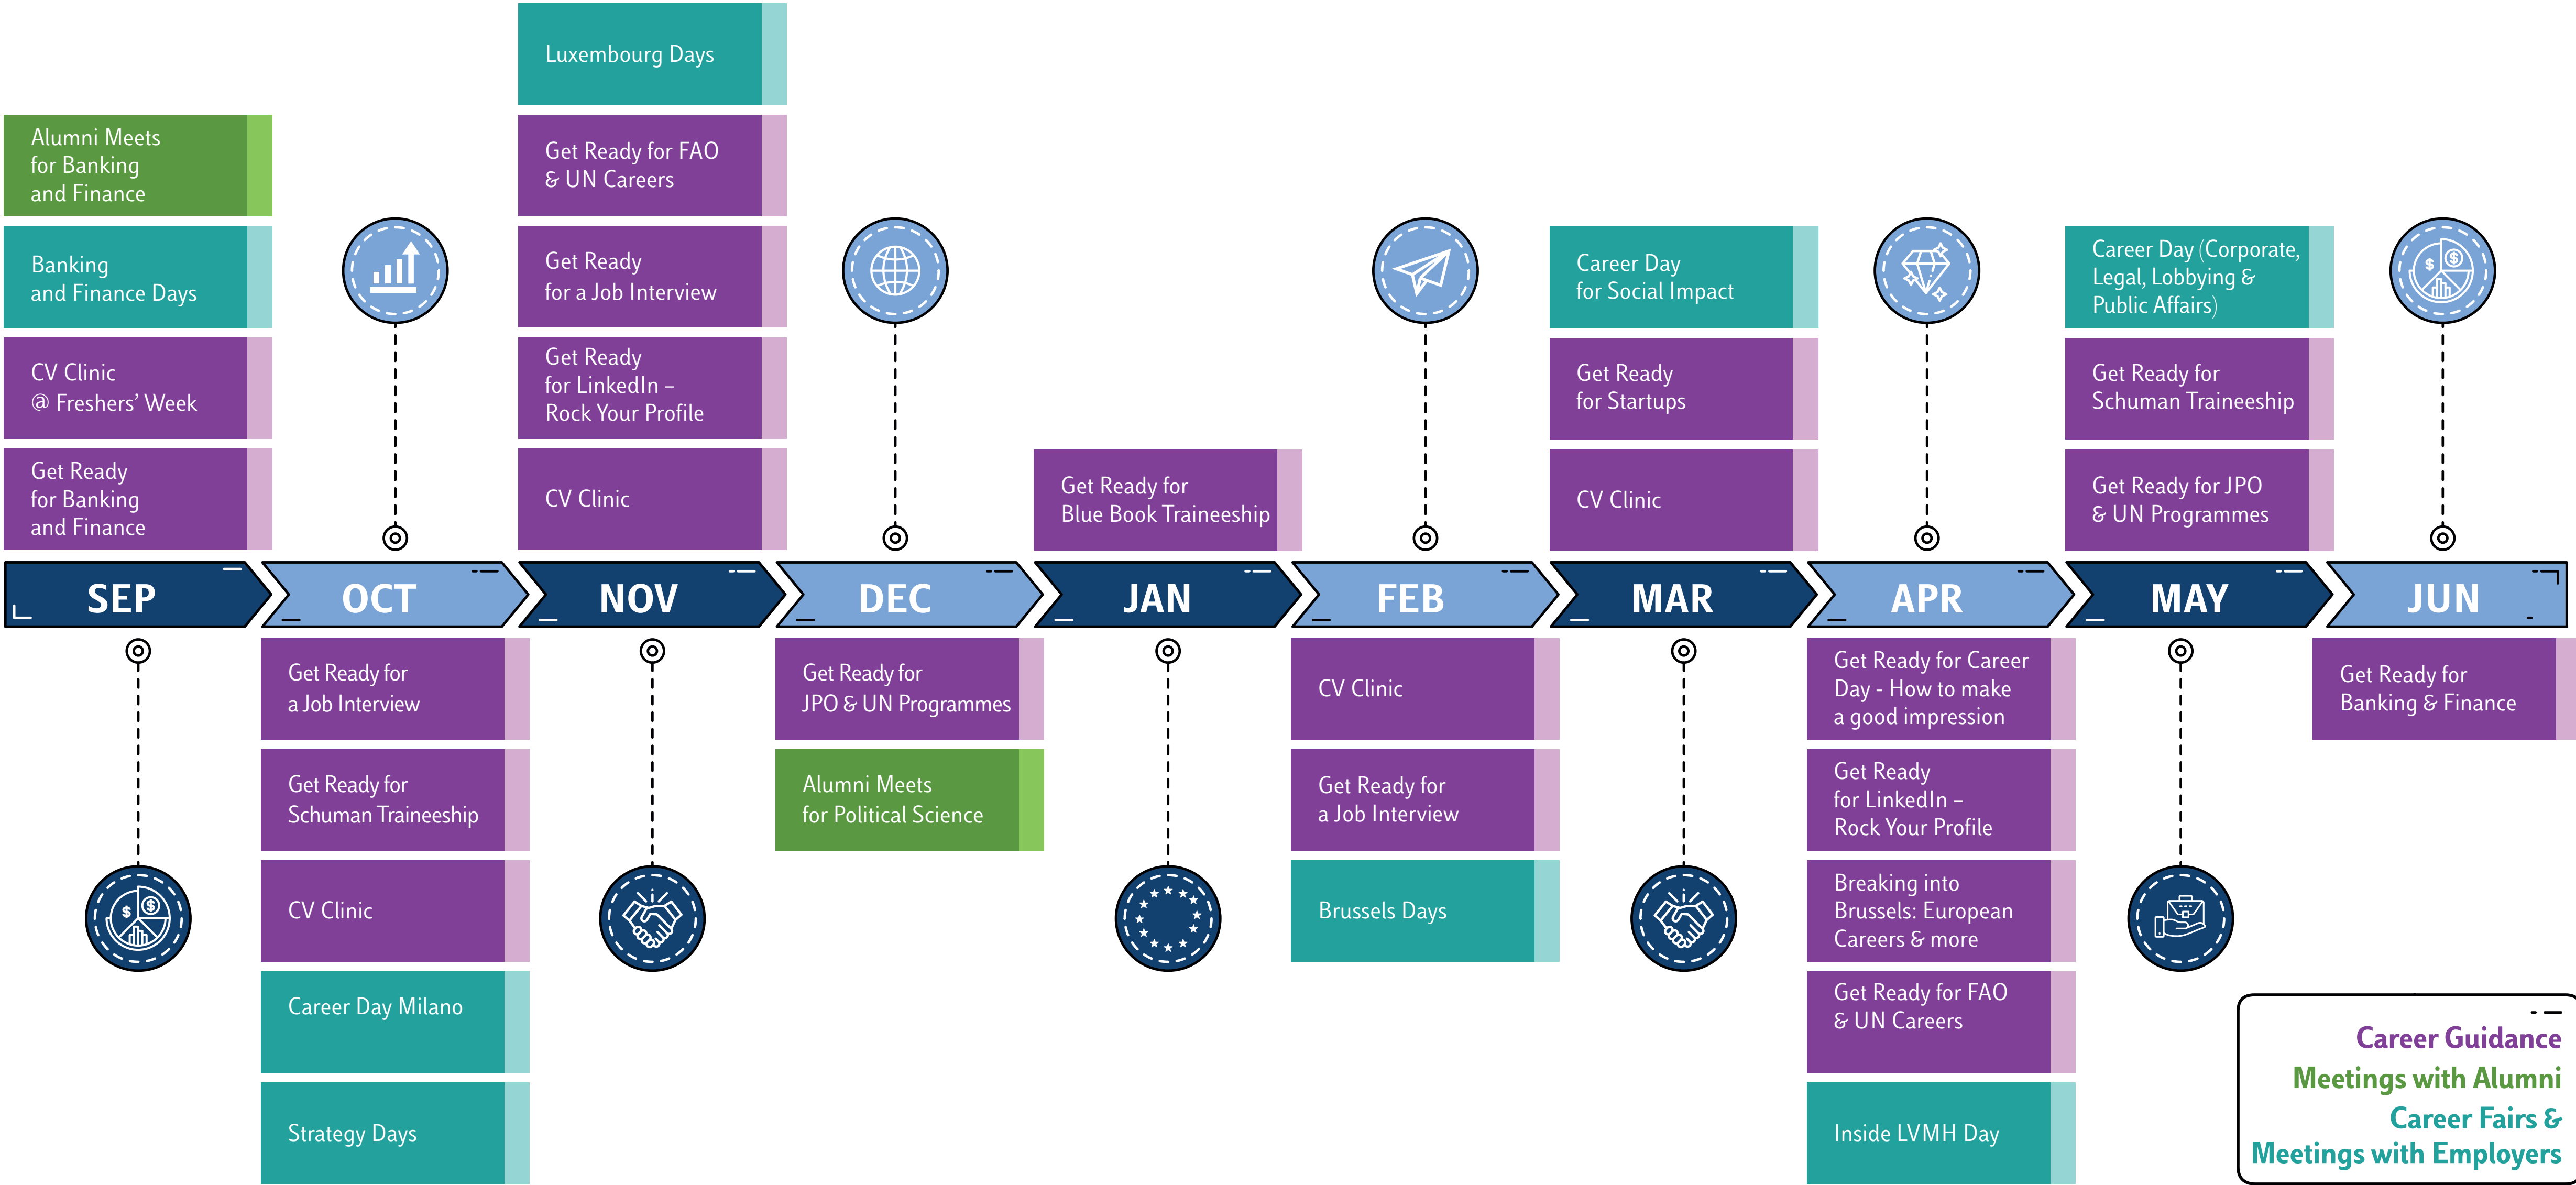 Luxembourg Days
Alumni Meets
for Banking
and Finance
Get Ready for FAO
& UN Careers
Banking
and Finance Days
Get Ready
for a Job Interview
Career Day
for Social Impact
Career Day (Corporate,
Legal, Lobbying &
Public Affairs)
CV Clinic
@ Freshers’ Week
Get Ready
for LinkedIn –
Rock Your Profile
Get Ready
for Startups
Get Ready for
Schuman Traineeship
Get Ready
for Banking
and Finance
CV Clinic
Get Ready for
Blue Book Traineeship
CV Clinic
Get Ready for JPO
& UN Programmes
SEP
OCT
NOV
DEC
JAN
FEB
MAR
APR
MAY
JUN
Get Ready for
a Job Interview
Get Ready for
JPO & UN Programmes
CV Clinic
Get Ready for Career
Day - How to make
a good impression
Get Ready for
Banking & Finance
Get Ready for
Schuman Traineeship
Alumni Meets
for Political Science
Get Ready for
a Job Interview
Get Ready
for LinkedIn –
Rock Your Profile
CV Clinic
Brussels Days
Breaking into
Brussels: European
Careers & more
Career Day Milano
Get Ready for FAO
& UN Careers
Strategy Days
Inside LVMH Day
$
$
$
$
Career Guidance
Meetings with Alumni
Career Fairs &
Meetings with Employers